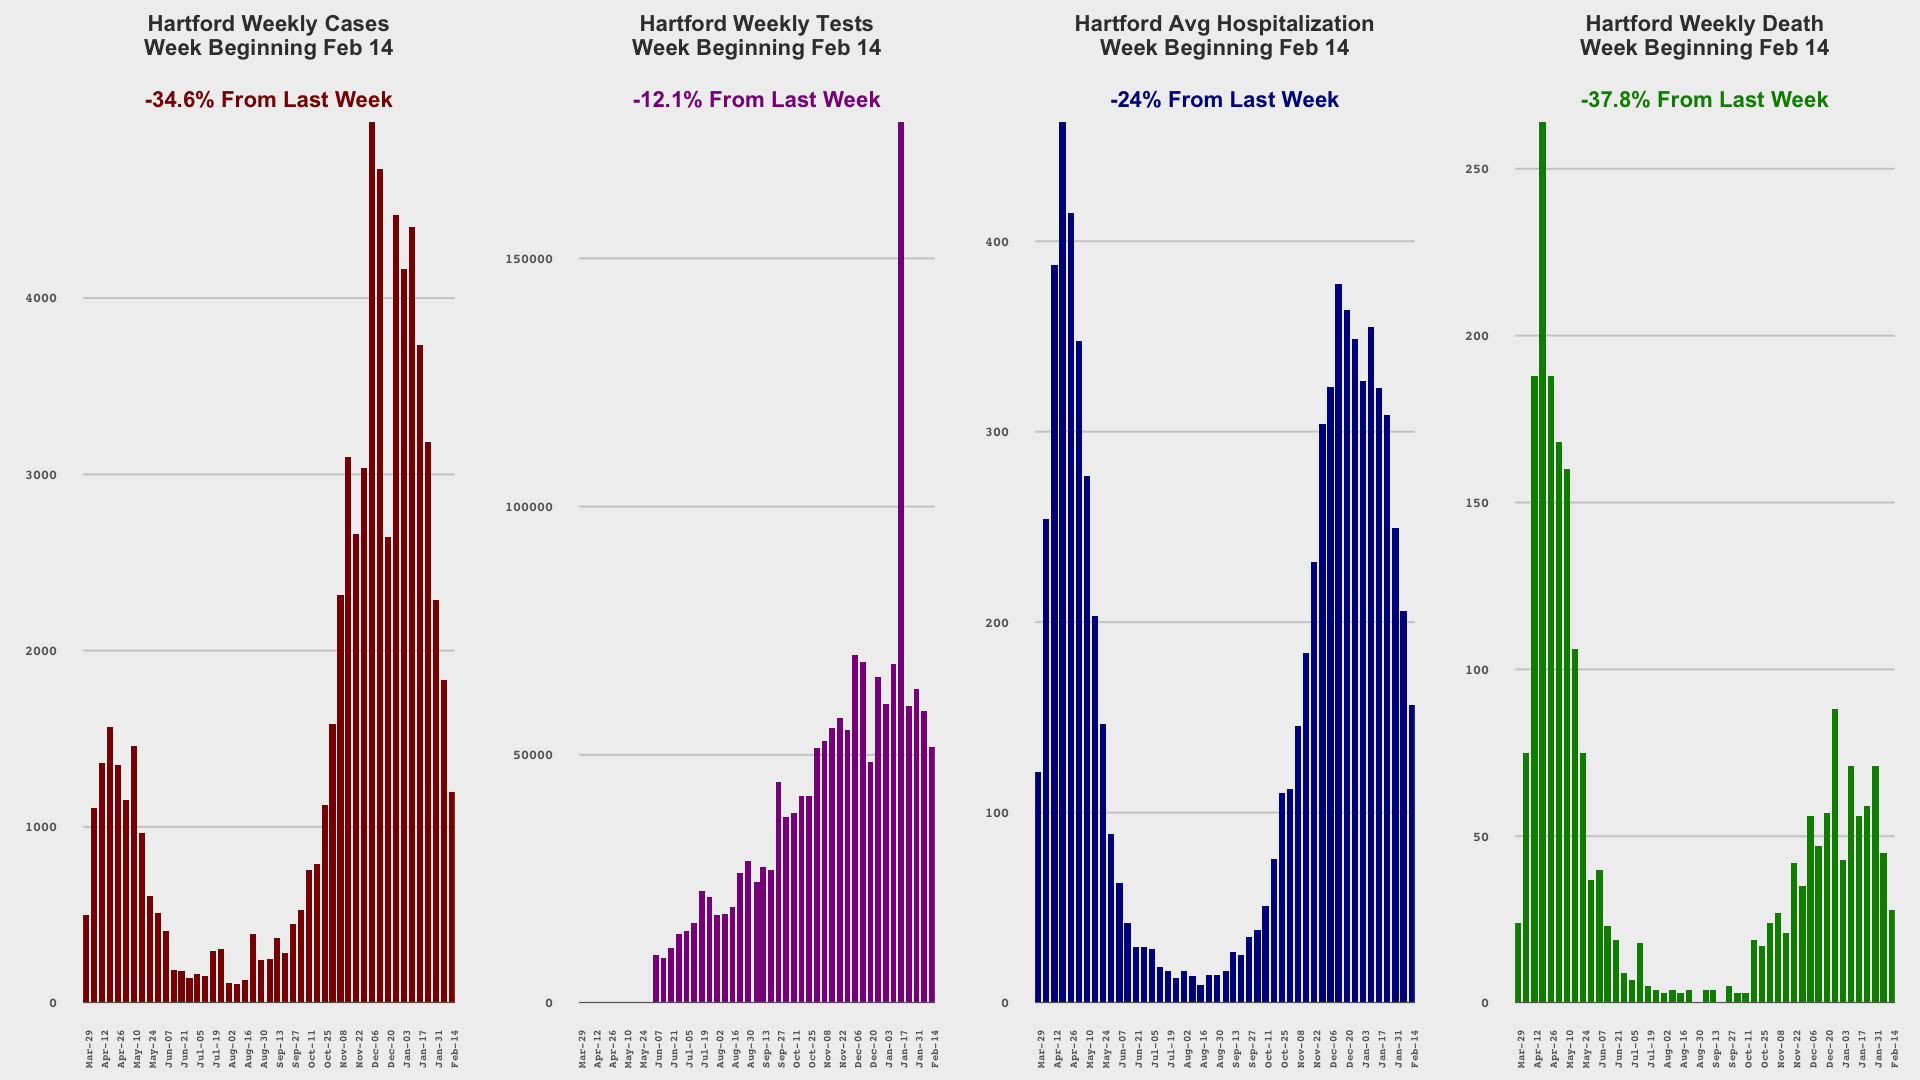 Hartford Weekly Cases
Week Beginning Feb 14
-34.6% From Last Week
4000
3000
2000
1000
0
Mar-29
Apr-12
Apr-26
May-10
May-24
Jun-07
Jun-21
Jul-05
Jul-19
Aug-02
Aug-16
Aug-30
Sep-13
Sep-27
Oct-11
Oct-25
Nov-08
Nov-22
Dec-06
Dec-20
Jan-03
Jan-17
Jan-31
Feb-14
Hartford Weekly Tests
Week Beginning Feb 14
-12.1% From Last Week
150000
100000
50000
0
Mar-29
Apr-12
Apr-26
May-10
May-24
Jun-07
Jun-21
Jul-05
Jul-19
Aug-02
Aug-16
Aug-30
Sep-13
Sep-27
Oct-11
Oct-25
Nov-08
Nov-22
Dec-06
Dec-20
Jan-03
Jan-17
Jan-31
Feb-14
Hartford Avg Hospitalization
Week Beginning Feb 14
-24% From Last Week
400
300
200
100
0
Mar-29
Apr-12
Apr-26
May-10
May-24
Jun-07
Jun-21
Jul-05
Jul-19
Aug-02
Aug-16
Aug-30
Sep-13
Sep-27
Oct-11
Oct-25
Nov-08
Nov-22
Dec-06
Dec-20
Jan-03
Jan-17
Jan-31
Feb-14
Hartford Weekly Death
Week Beginning Feb 14
-37.8% From Last Week
250
200
150
100
50
0
Mar-29
Apr-12
Apr-26
May-10
May-24
Jun-07
Jun-21
Jul-05
Jul-19
Aug-02
Aug-16
Aug-30
Sep-13
Sep-27
Oct-11
Oct-25
Nov-08
Nov-22
Dec-06
Dec-20
Jan-03
Jan-17
Jan-31
Feb-14